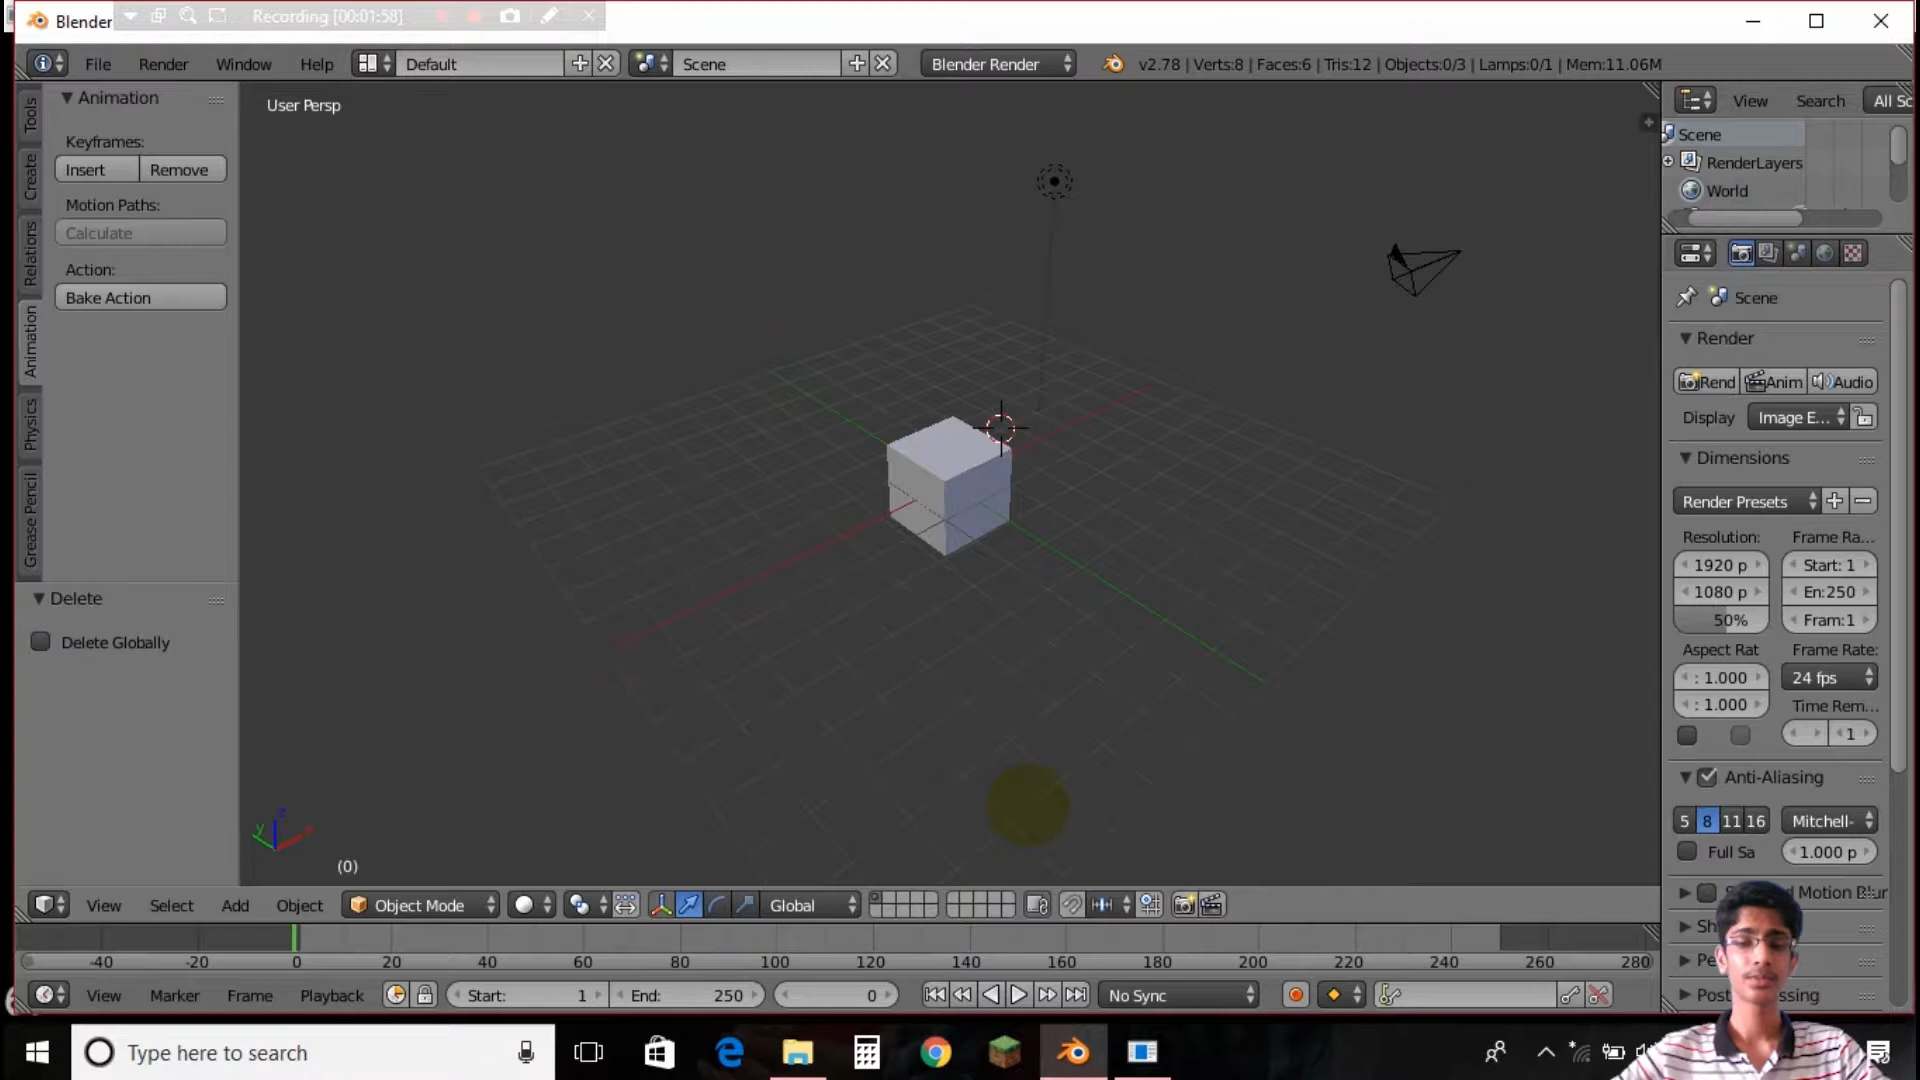 Blender
Recording [00:01:58]
File Render Window Help Default Scene Blender Render v2.78 | Verts:8 | Faces:6 | Tris:12 | Objects:0/3 | Lamps:0/1 | Mem:11.06M
Tools
Create
Relations
Animation
Physics
Grease Pencil
Animation
Keyframes:
Insert Remove
Motion Paths:
Calculate
Action:
Bake Action
Delete
Delete Globally
User Persp
z
y
x
(0)
View Search All Sc
Scene
RenderLayers
World
Scene
Render
Rend Anim Audio
Display Image E...
Dimensions
Render Presets
Resolution: Frame Ra...
1920 p Start: 1
1080 p En:250
50% Fram:1
Aspect Rat Frame Rate:
: 1.000 24 fps
: 1.000 Time Rem...
1
Anti-Aliasing
5 8 11 16 Mitchell-
Full Sa 1.000 p
Motion Blur
Sh
Pe
Post
View Select Add Object Object Mode Global
-40 -20 0 20 40 60 80 100 120 140 160 180 200 220 240 260 280
View Marker Frame Playback Start: 1 End: 250 0 No Sync
Type here to search